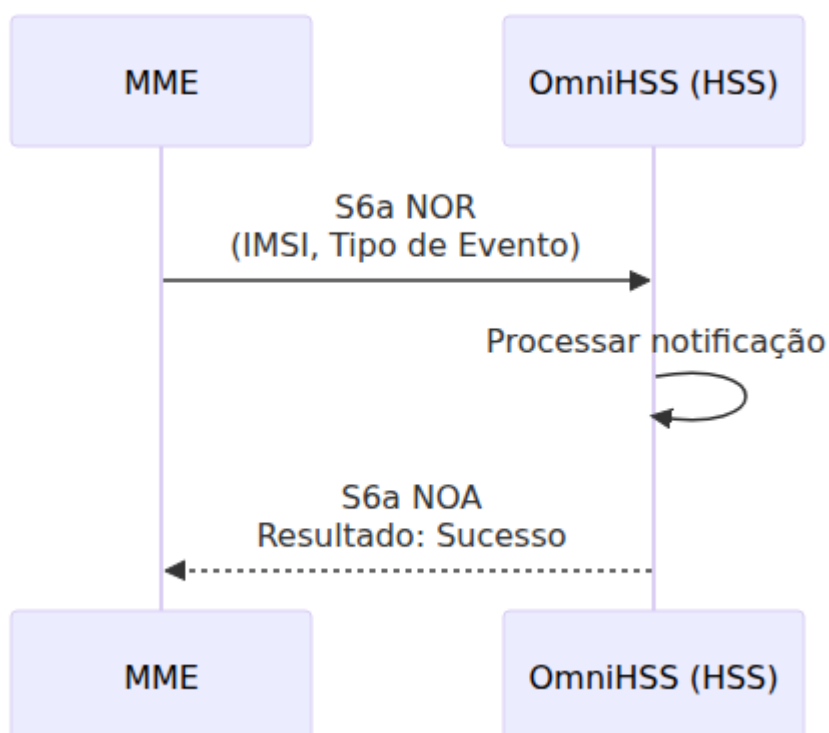 MME
OmniHSS (HSS)
S6a NOR
(IMSI, Tipo de Evento)
Processar notificação
S6a NOA
Resultado: Sucesso
MME
OmniHSS (HSS)